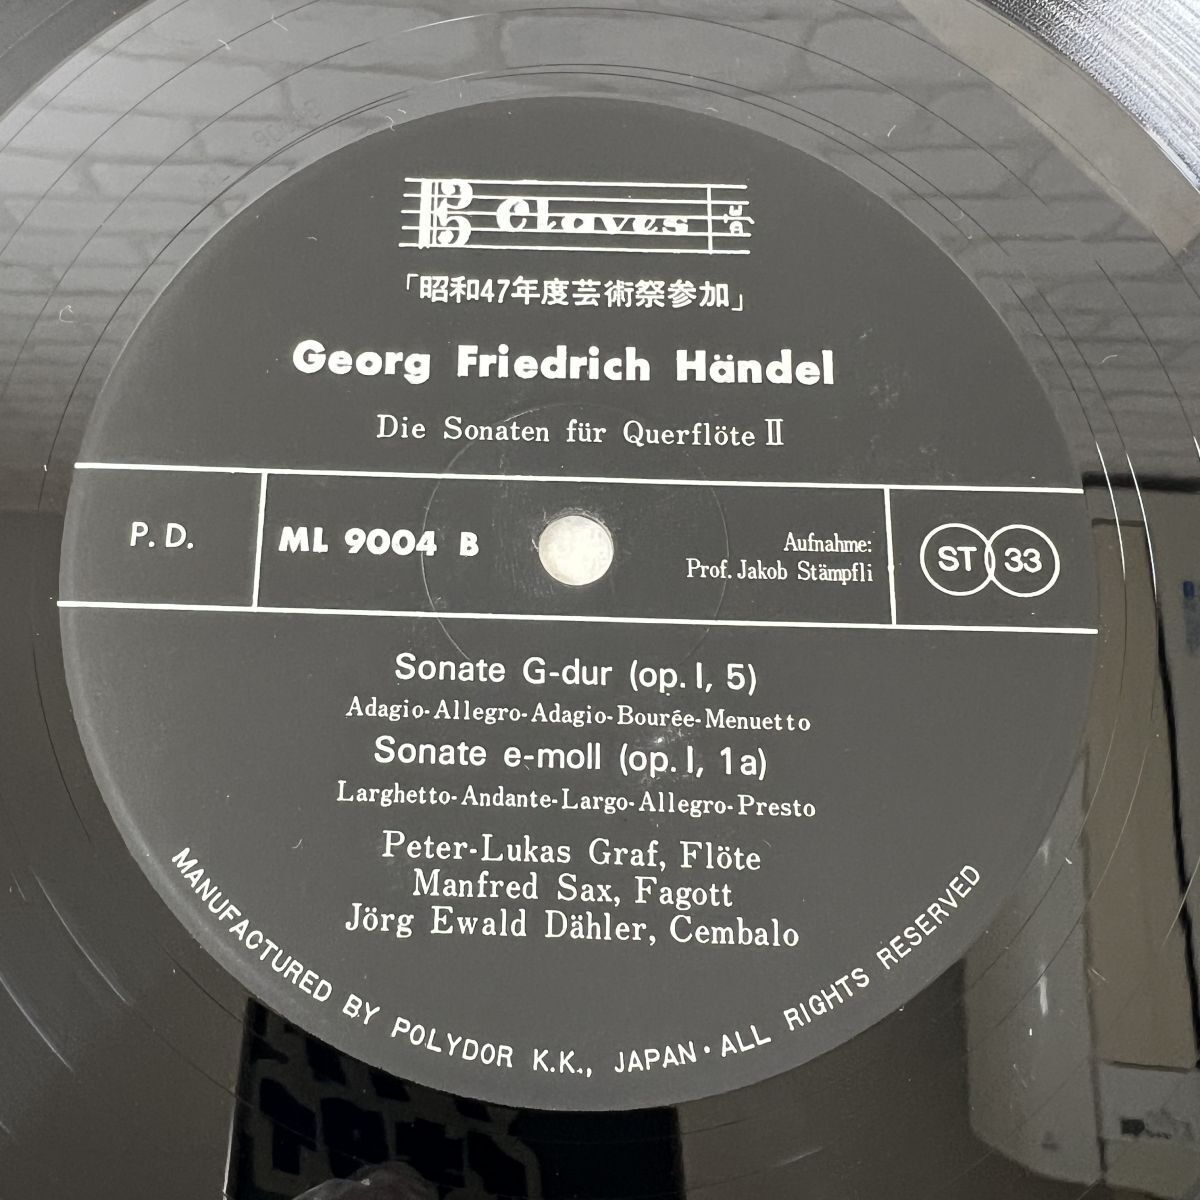 Claves
「昭和47年度芸術祭参加」
Georg Friedrich Händel
Die Sonaten für Querflöte II
P. D.
ML 9004 B
Aufnahme:
Prof. Jakob Stämpfli
ST 33
Sonate G-dur (op. I, 5)
Adagio-Allegro-Adagio-Bourée-Menuetto
Sonate e-moll (op. I, 1a)
Larghetto-Andante-Largo-Allegro-Presto
Peter-Lukas Graf, Flöte
Manfred Sax, Fagott
Jörg Ewald Dähler, Cembalo
MANUFACTURED BY POLYDOR K.K., JAPAN · ALL RIGHTS RESERVED